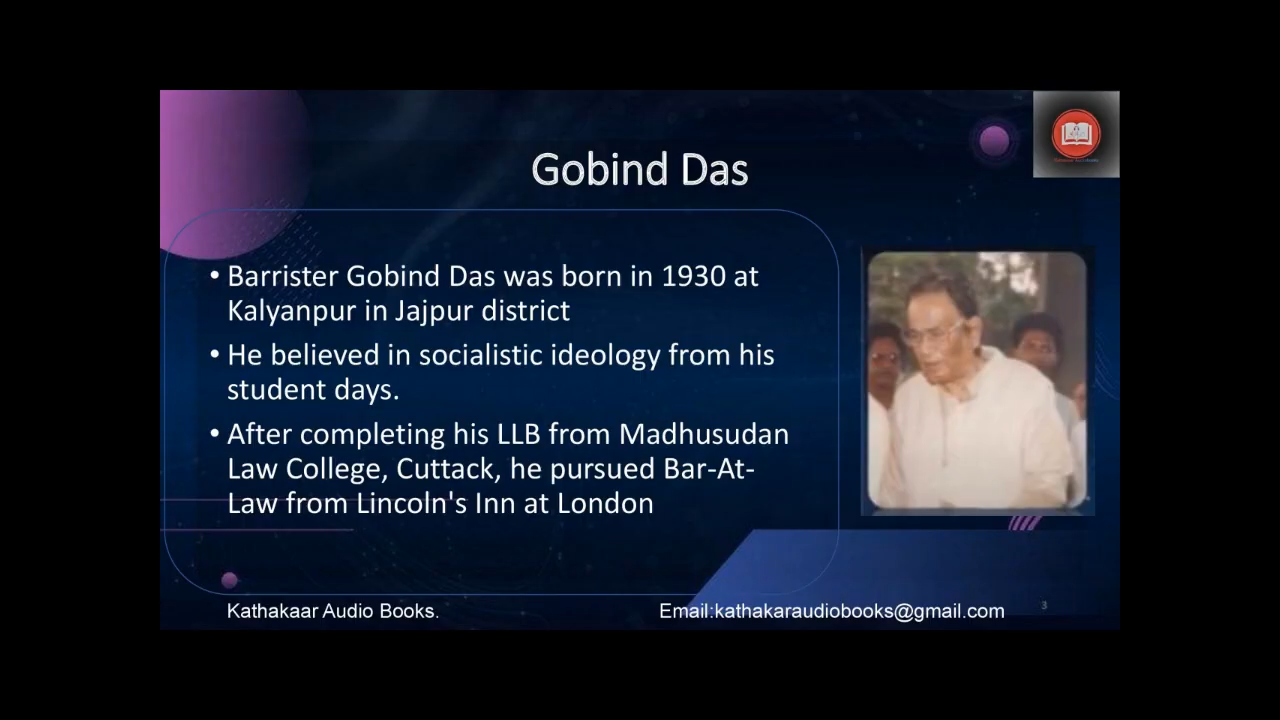 Gobind Das
• Barrister Gobind Das was born in 1930 at
Kalyanpur in Jajpur district
• He believed in socialistic ideology from his
student days.
• After completing his LLB from Madhusudan
Law College, Cuttack, he pursued Bar-At-
Law from Lincoln's Inn at London
Kathakaar Audio Books.
Email:kathakaraudiobooks@gmail.com
3